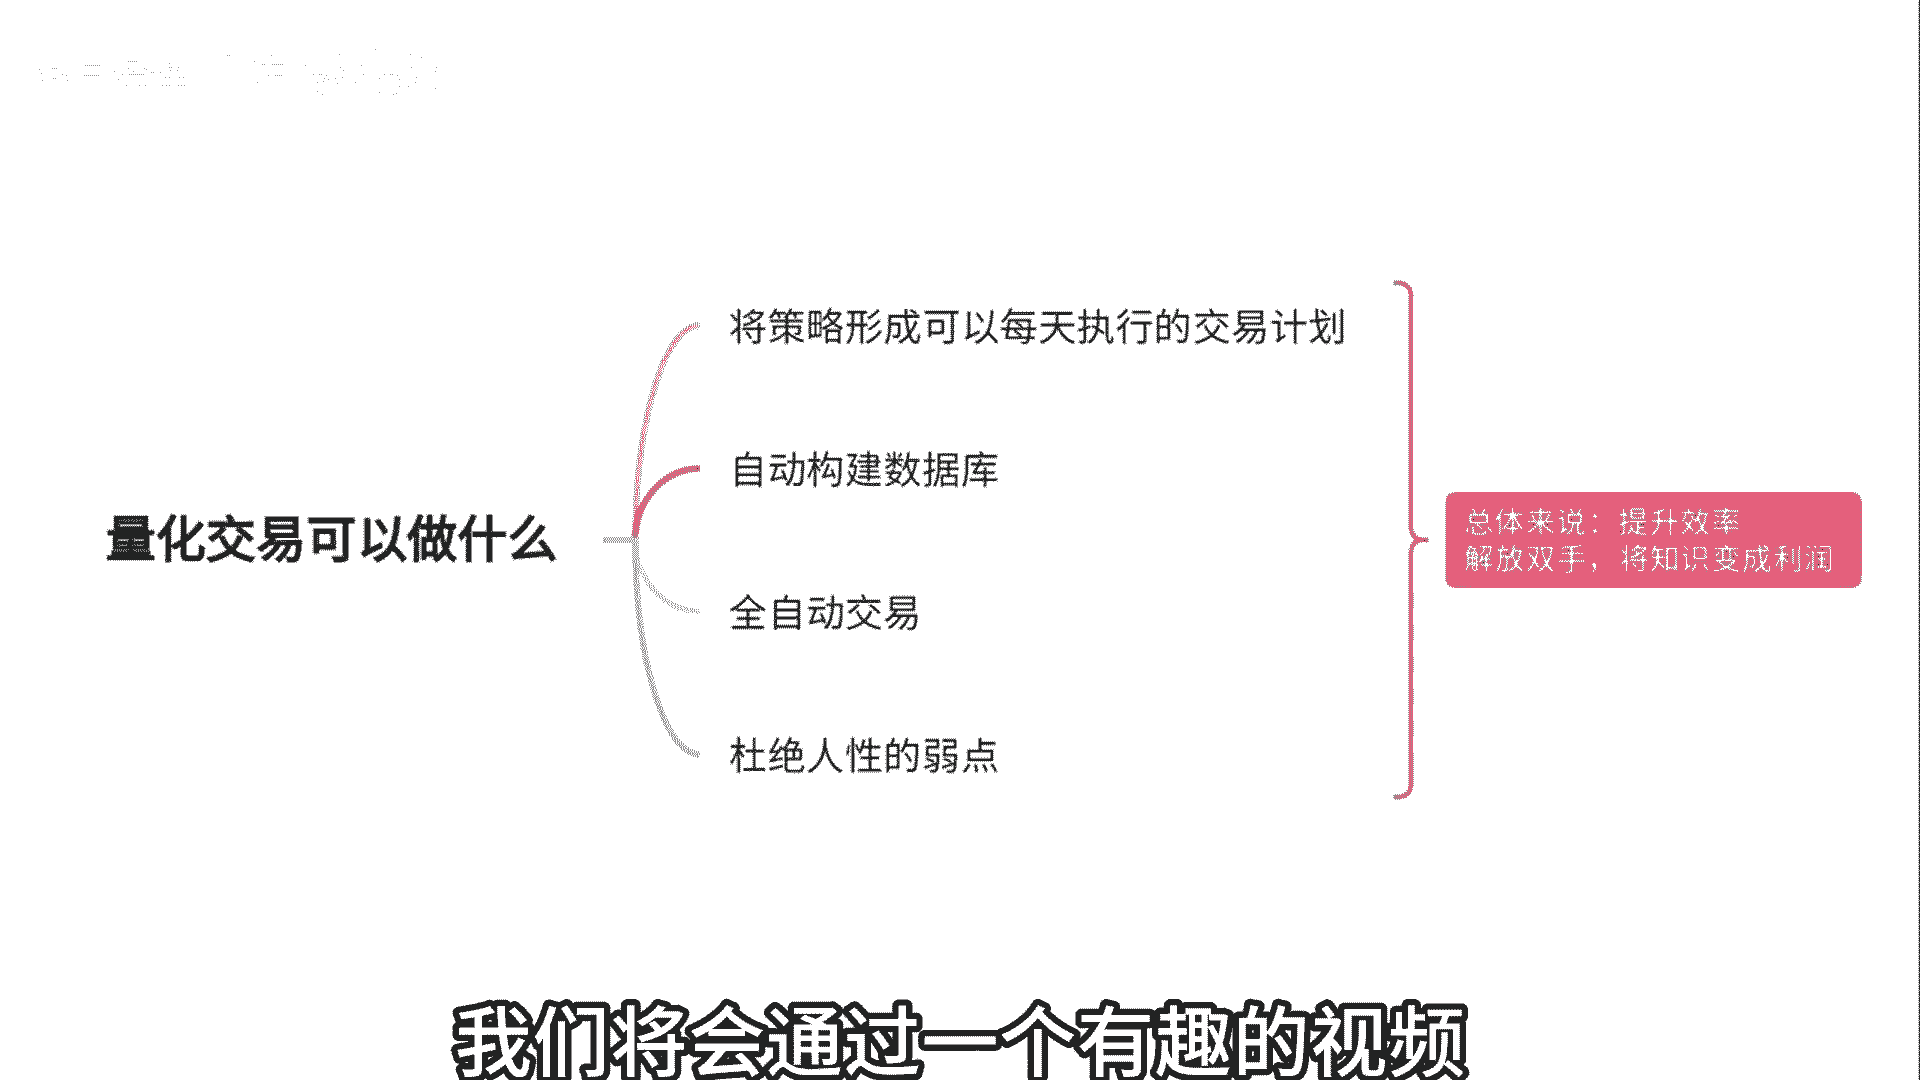 量化交易可以做什么
将策略形成可以每天执行的交易计划
自动构建数据库
全自动交易
杜绝人性的弱点
总体来说：提升效率
解放双手，将知识变成利润
我们将会通过一个有趣的视频